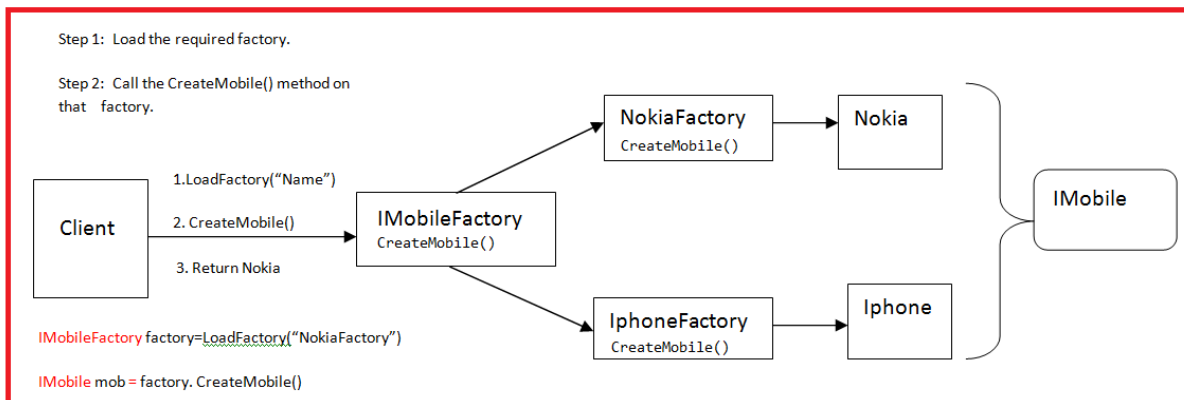 Step 1: Load the required factory.
Step 2: Call the CreateMobile() method on
that factory.
Client
1.LoadFactory(“Name”)
2. CreateMobile()
3. Return Nokia
IMobileFactory
CreateMobile()
NokiaFactory
CreateMobile()
Nokia
IphoneFactory
CreateMobile()
Iphone
IMobile
IMobileFactory factory=LoadFactory(“NokiaFactory”)
IMobile mob = factory. CreateMobile()